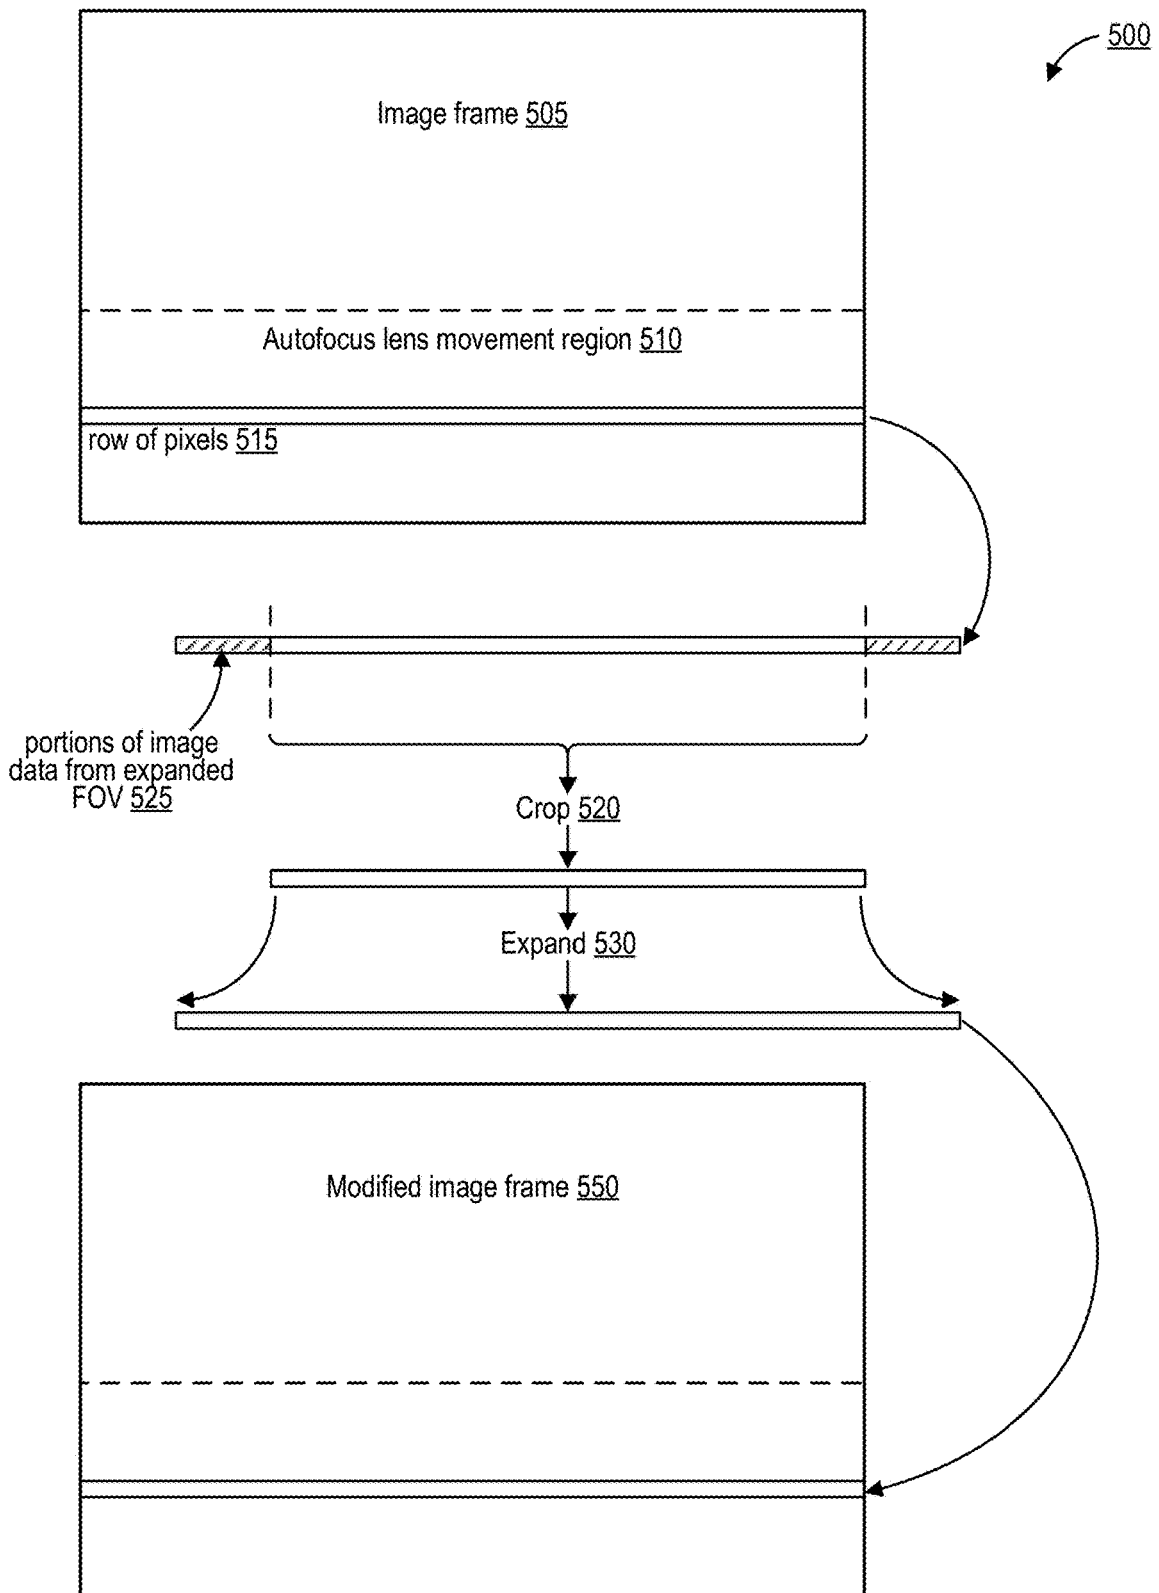 500
Image frame 505
Autofocus lens movement region 510
row of pixels 515
portions of image
data from expanded
FOV 525
Crop 520
Expand 530
Modified image frame 550